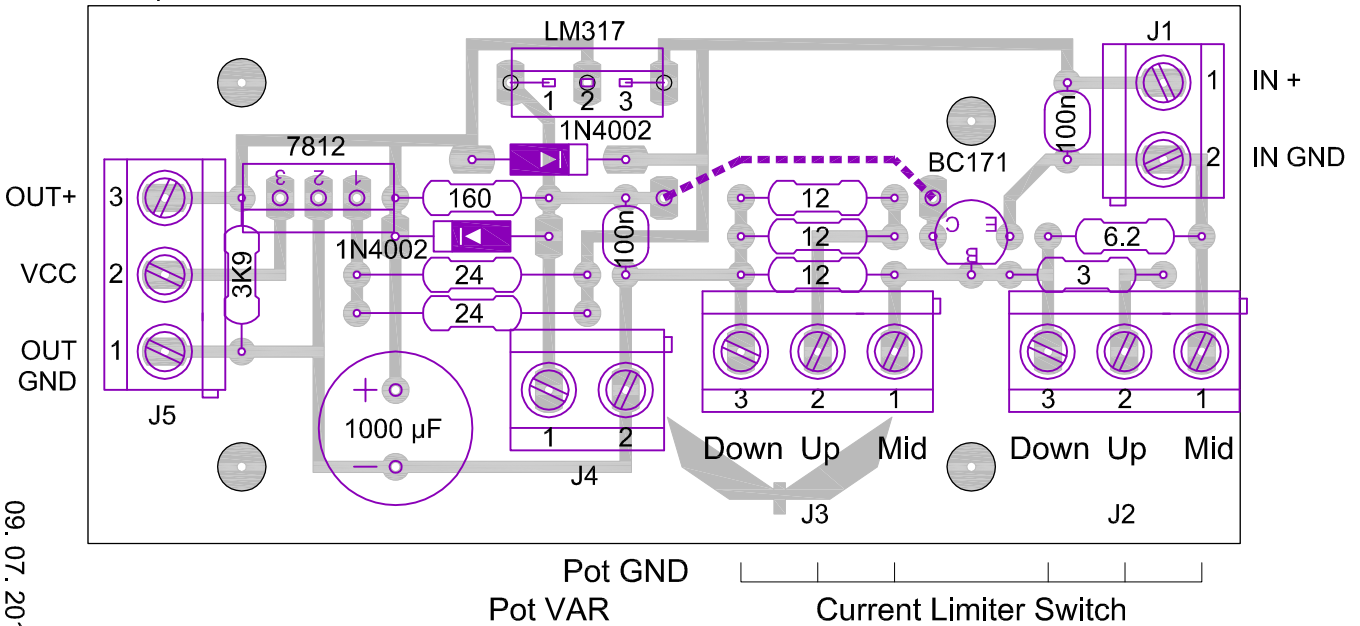 LM317
J1
1
IN +
1 2 3
100n
1N4002
7812
BC171
2
IN GND
3 2 1
OUT+
3
160
12
C E
B
1N4002
100n
12
6.2
VCC
2
3K9
24
12
3
24
OUT
GND
1
3 2 1
3 2 1
J5
+
1000 µF
–
1 2
J4
Down Up Mid
Down Up Mid
J3
J2
Pot GND
Pot VAR
Current Limiter Switch
09. 07. 20